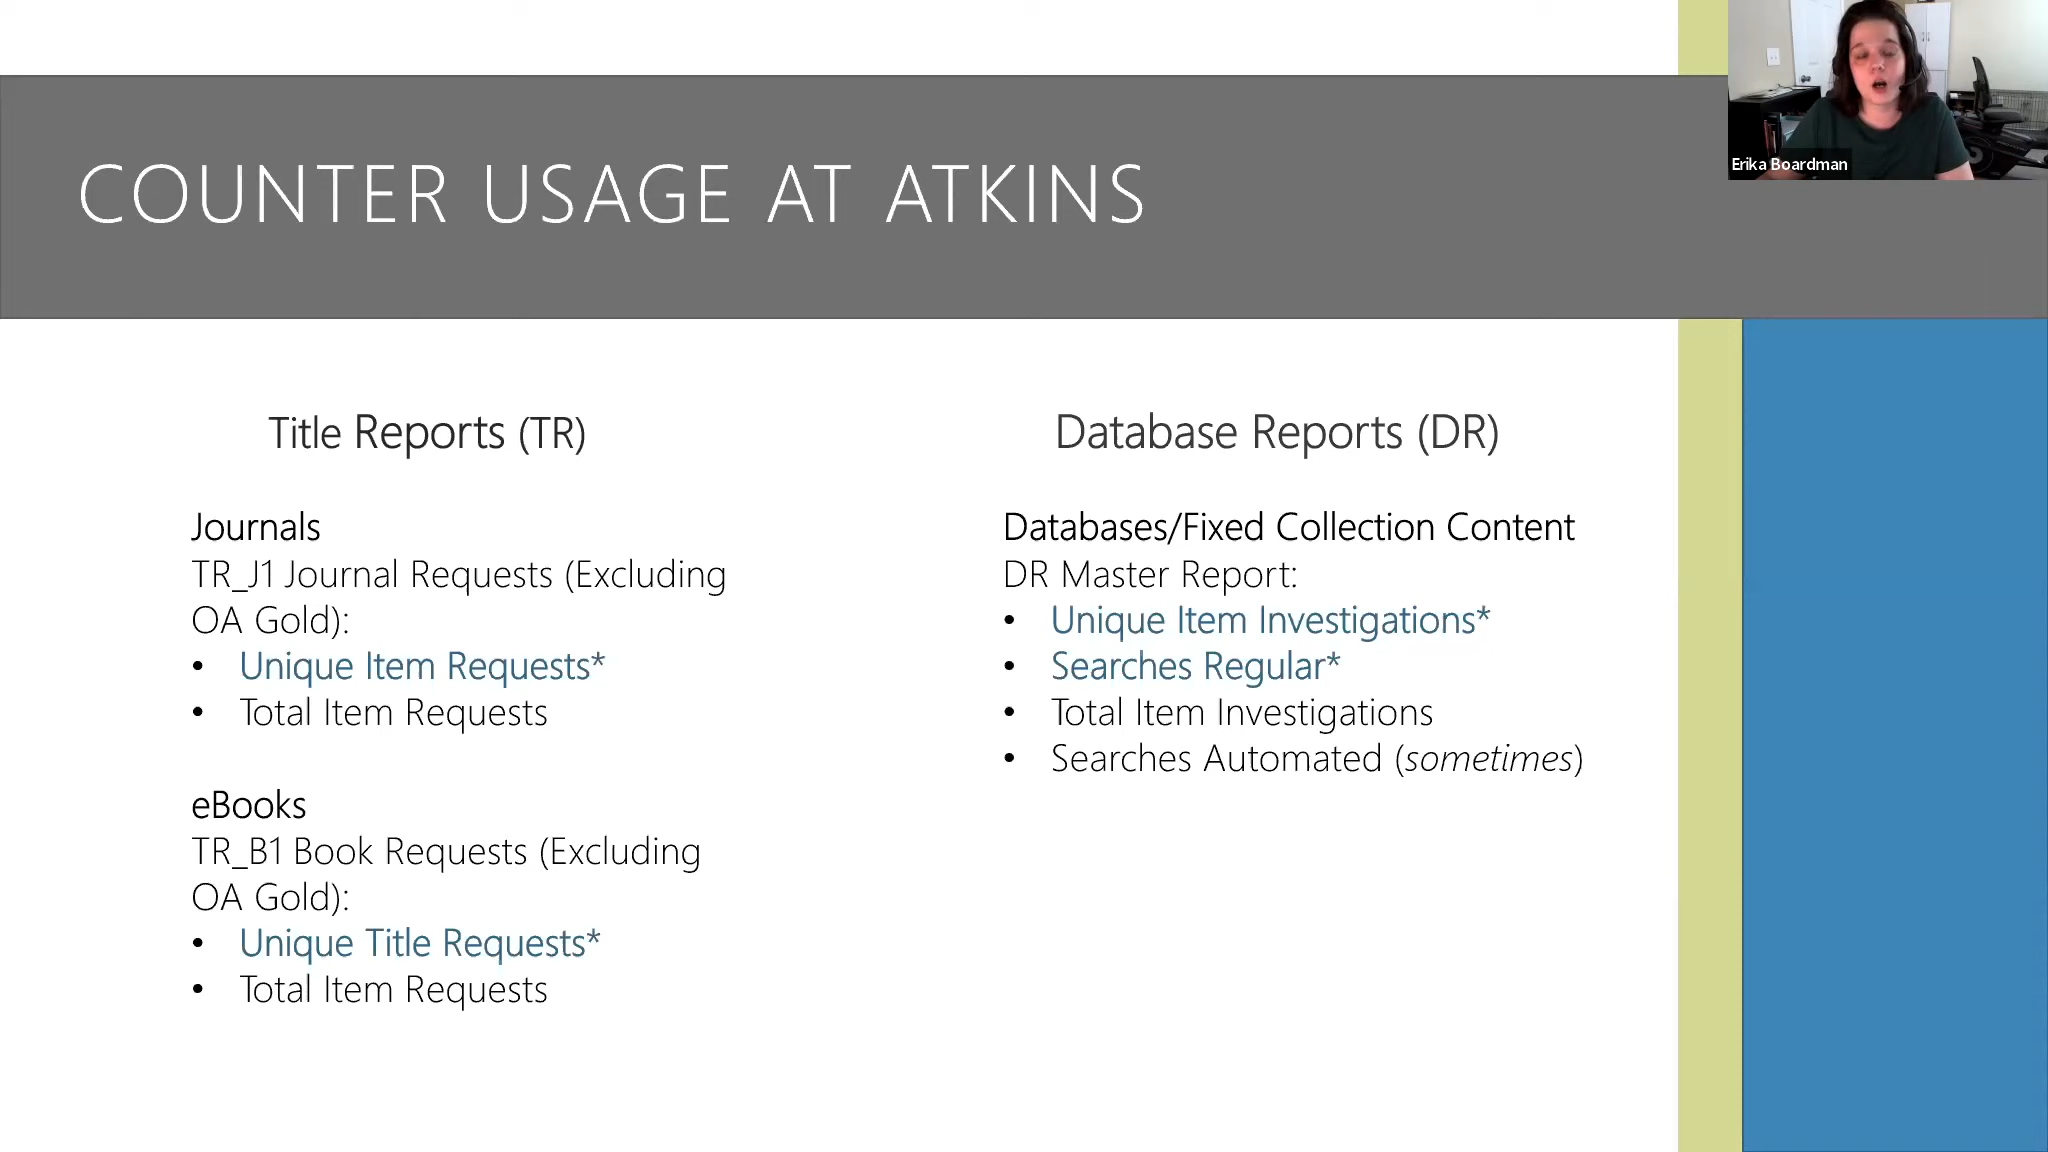 COUNTER USAGE AT ATKINS
Erika Boardman
Title Reports (TR)
Journals
TR_J1 Journal Requests (Excluding
OA Gold):
• Unique Item Requests*
• Total Item Requests
eBooks
TR_B1 Book Requests (Excluding
OA Gold):
• Unique Title Requests*
• Total Item Requests
Database Reports (DR)
Databases/Fixed Collection Content
DR Master Report:
• Unique Item Investigations*
• Searches Regular*
• Total Item Investigations
• Searches Automated (sometimes)